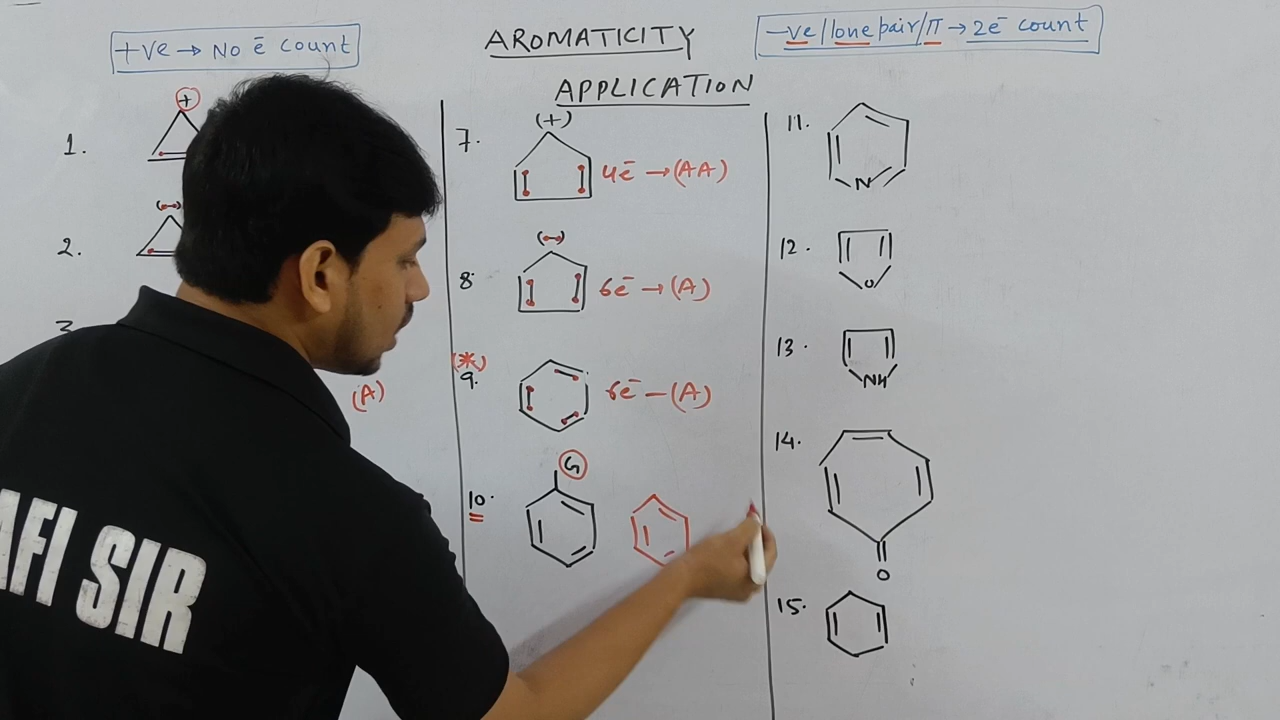 +ve → No ē count
AROMATICITY
APPLICATION
-ve/lone pair/π → 2ē count
1.
+
2.
(-)
3
(A)
7.
(+)
4ē → (AA)
8.
(-)
6ē → (A)
(*)
9.
6ē – (A)
10.
G
11.
N
12.
O
13.
NH
14.
O
15.
AFI SIR